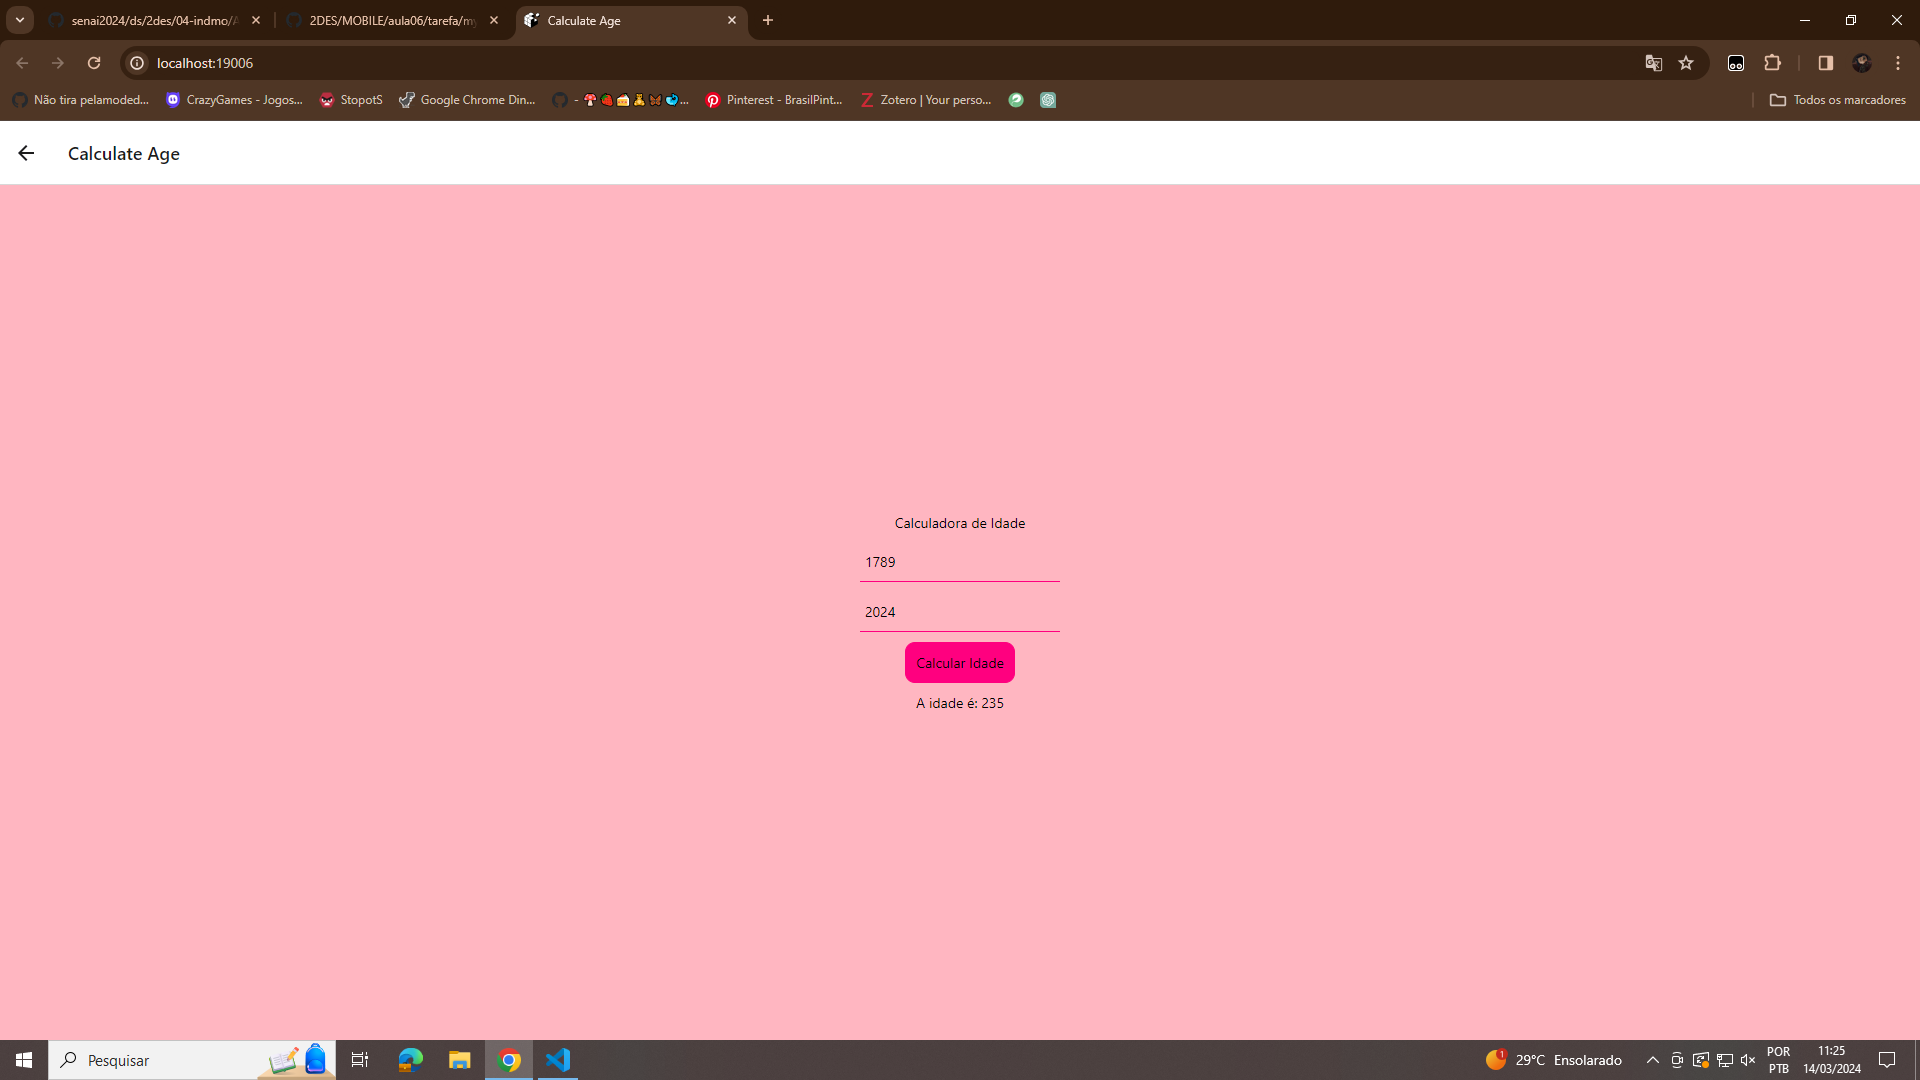 senai2024/ds/2des/04-indmo/A
2DES/MOBILE/aula06/tarefa/my
Calculate Age
localhost:19006
Não tira pelamoded...
CrazyGames - Jogos...
StopotS
Google Chrome Din...
- 🍄🍓🍰🧸🦋🐦...
Pinterest - BrasilPint...
Zotero | Your perso...
Todos os marcadores
Calculate Age
Calculadora de Idade
1789
2024
Calcular Idade
A idade é: 235
Pesquisar
1
29°C Ensolarado
POR
PTB
11:25
14/03/2024